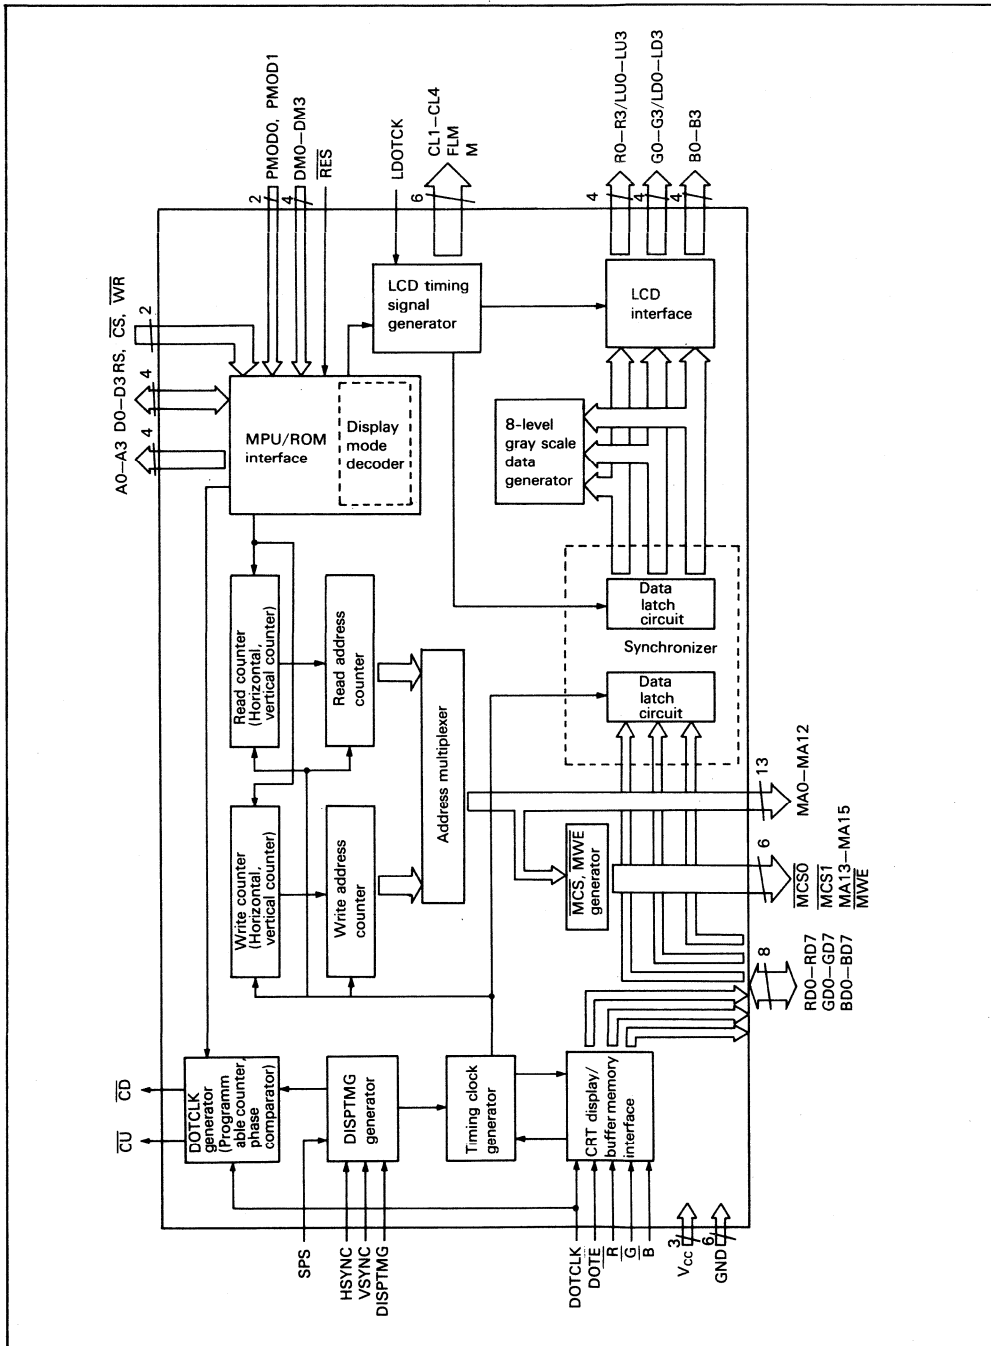 PMOD0, PMOD1
DM0–DM3
RES
LDOTCK
CL1–CL4
FLM
M
R0–R3/LU0–LU3
G0–G3/LD0–LD3
B0–B3
2
4
6
4
4
4
A0–A3
D0–D3
RS, CS, WR
4
4
2
MPU/ROM
interface
Display
mode
decoder
LCD timing
signal
generator
LCD
interface
8-level
gray scale
data
generator
Read counter
(Horizontal,
vertical counter)
Read address
counter
Write counter
(Horizontal,
vertical counter)
Write address
counter
Address multiplexer
Data
latch
circuit
Synchronizer
Data
latch
circuit
MCS, MWE
generator
13
MA0–MA12
6
MCS0
MCS1
MA13–MA15
MWE
8
RD0–RD7
GD0–GD7
BD0–BD7
CD
CU
DOTCLK
generator
(Programm
able counter,
phase
comparator)
DISPTMG
generator
Timing clock
generator
CRT display/
buffer memory
interface
SPS
HSYNC
VSYNC
DISPTMG
DOTCLK
DOTE
R
G
B
3
Vcc
6
GND